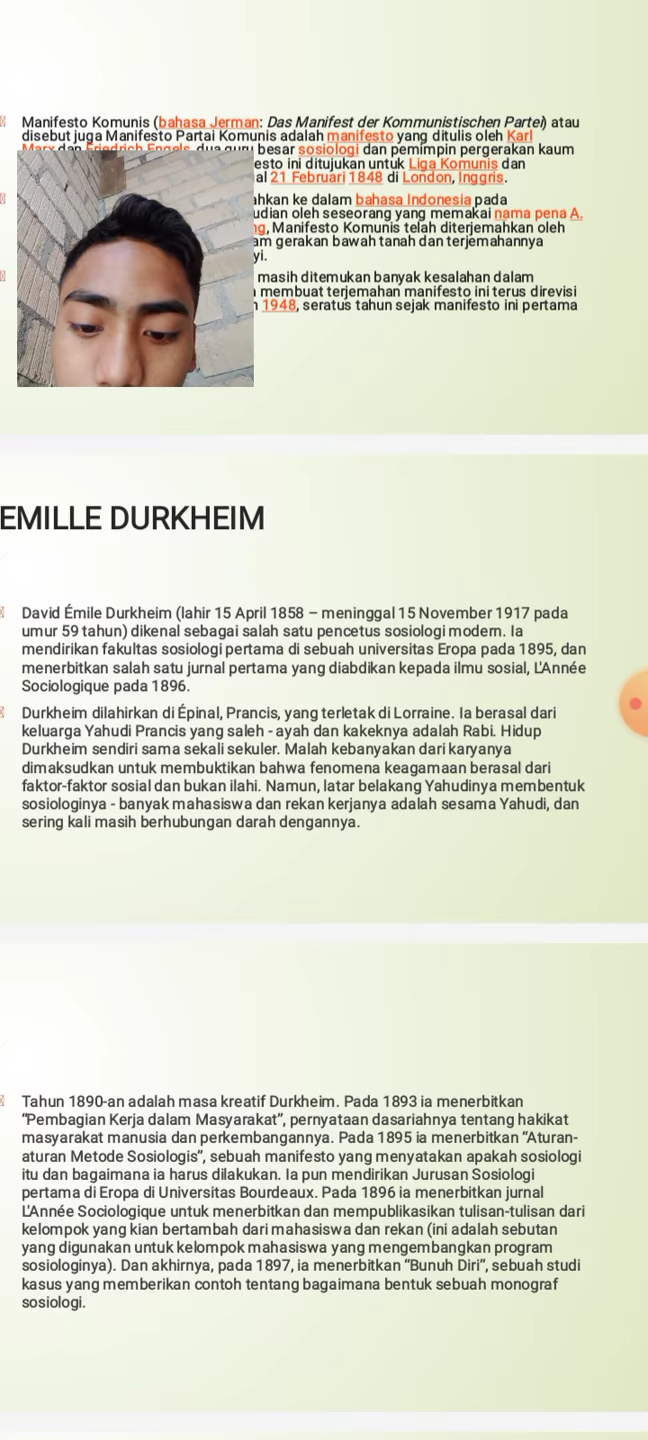 Manifesto Komunis (bahasa Jerman: Das Manifest der Kommunistischen Partei) atau
disebut juga Manifesto Partai Komunis adalah manifesto yang ditulis oleh Karl
Marx dan Friedrich Engels, dua guru besar sosiologi dan pemimpin pergerakan kaum
esto ini ditujukan untuk Liga Komunis dan
al 21 Februari 1848 di London, Inggris.
ahkan ke dalam bahasa Indonesia pada
udian oleh seseorang yang memakai nama pena A.
ng, Manifesto Komunis telah diterjemahkan oleh
am gerakan bawah tanah dan terjemahannya
yi.
masih ditemukan banyak kesalahan dalam
membuat terjemahan manifesto ini terus direvisi
1948, seratus tahun sejak manifesto ini pertama
EMILLE DURKHEIM
David Émile Durkheim (lahir 15 April 1858 – meninggal 15 November 1917 pada
umur 59 tahun) dikenal sebagai salah satu pencetus sosiologi modern. Ia
mendirikan fakultas sosiologi pertama di sebuah universitas Eropa pada 1895, dan
menerbitkan salah satu jurnal pertama yang diabdikan kepada ilmu sosial, L'Année
Sociologique pada 1896.
Durkheim dilahirkan di Épinal, Prancis, yang terletak di Lorraine. Ia berasal dari
keluarga Yahudi Prancis yang saleh - ayah dan kakeknya adalah Rabi. Hidup
Durkheim sendiri sama sekali sekuler. Malah kebanyakan dari karyanya
dimaksudkan untuk membuktikan bahwa fenomena keagamaan berasal dari
faktor-faktor sosial dan bukan ilahi. Namun, latar belakang Yahudinya membentuk
sosiologinya - banyak mahasiswa dan rekan kerjanya adalah sesama Yahudi, dan
sering kali masih berhubungan darah dengannya.
Tahun 1890-an adalah masa kreatif Durkheim. Pada 1893 ia menerbitkan
“Pembagian Kerja dalam Masyarakat”, pernyataan dasariahnya tentang hakikat
masyarakat manusia dan perkembangannya. Pada 1895 ia menerbitkan “Aturan-
aturan Metode Sosiologis”, sebuah manifesto yang menyatakan apakah sosiologi
itu dan bagaimana ia harus dilakukan. Ia pun mendirikan Jurusan Sosiologi
pertama di Eropa di Universitas Bourdeaux. Pada 1896 ia menerbitkan jurnal
L'Année Sociologique untuk menerbitkan dan mempublikasikan tulisan-tulisan dari
kelompok yang kian bertambah dari mahasiswa dan rekan (ini adalah sebutan
yang digunakan untuk kelompok mahasiswa yang mengembangkan program
sosiologinya). Dan akhirnya, pada 1897, ia menerbitkan “Bunuh Diri”, sebuah studi
kasus yang memberikan contoh tentang bagaimana bentuk sebuah monograf
sosiologi.